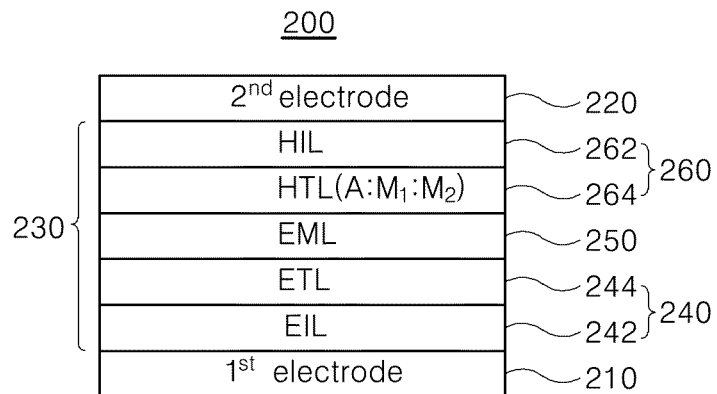 200
2nd electrode 220
HIL 262
260
HTL(A:M₁:M₂) 264
230 EML 250
ETL 244
240
EIL 242
1st electrode 210